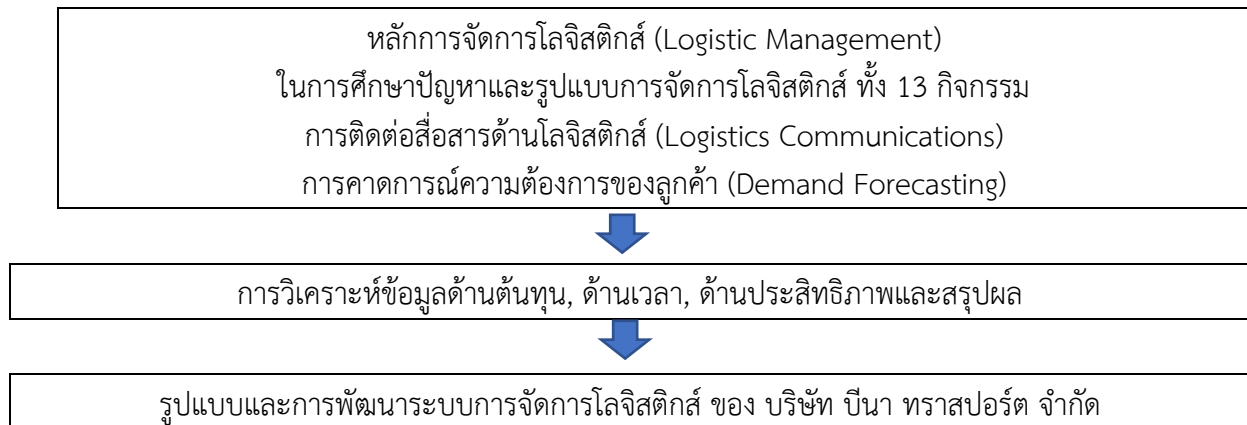 หลักการจัดการโลจิสติกส์ (Logistic Management)
ในการศึกษาปัญหาและรูปแบบการจัดการโลจิสติกส์ ทั้ง 13 กิจกรรม
การติดต่อสื่อสารด้านโลจิสติกส์ (Logistics Communications)
การคาดการณ์ความต้องการของลูกค้า (Demand Forecasting)
การวิเคราะห์ข้อมูลด้านต้นทุน, ด้านเวลา, ด้านประสิทธิภาพและสรุปผล
รูปแบบและการพัฒนาระบบการจัดการโลจิสติกส์ ของ บริษัท บีนา ทราสปอร์ต จำกัด